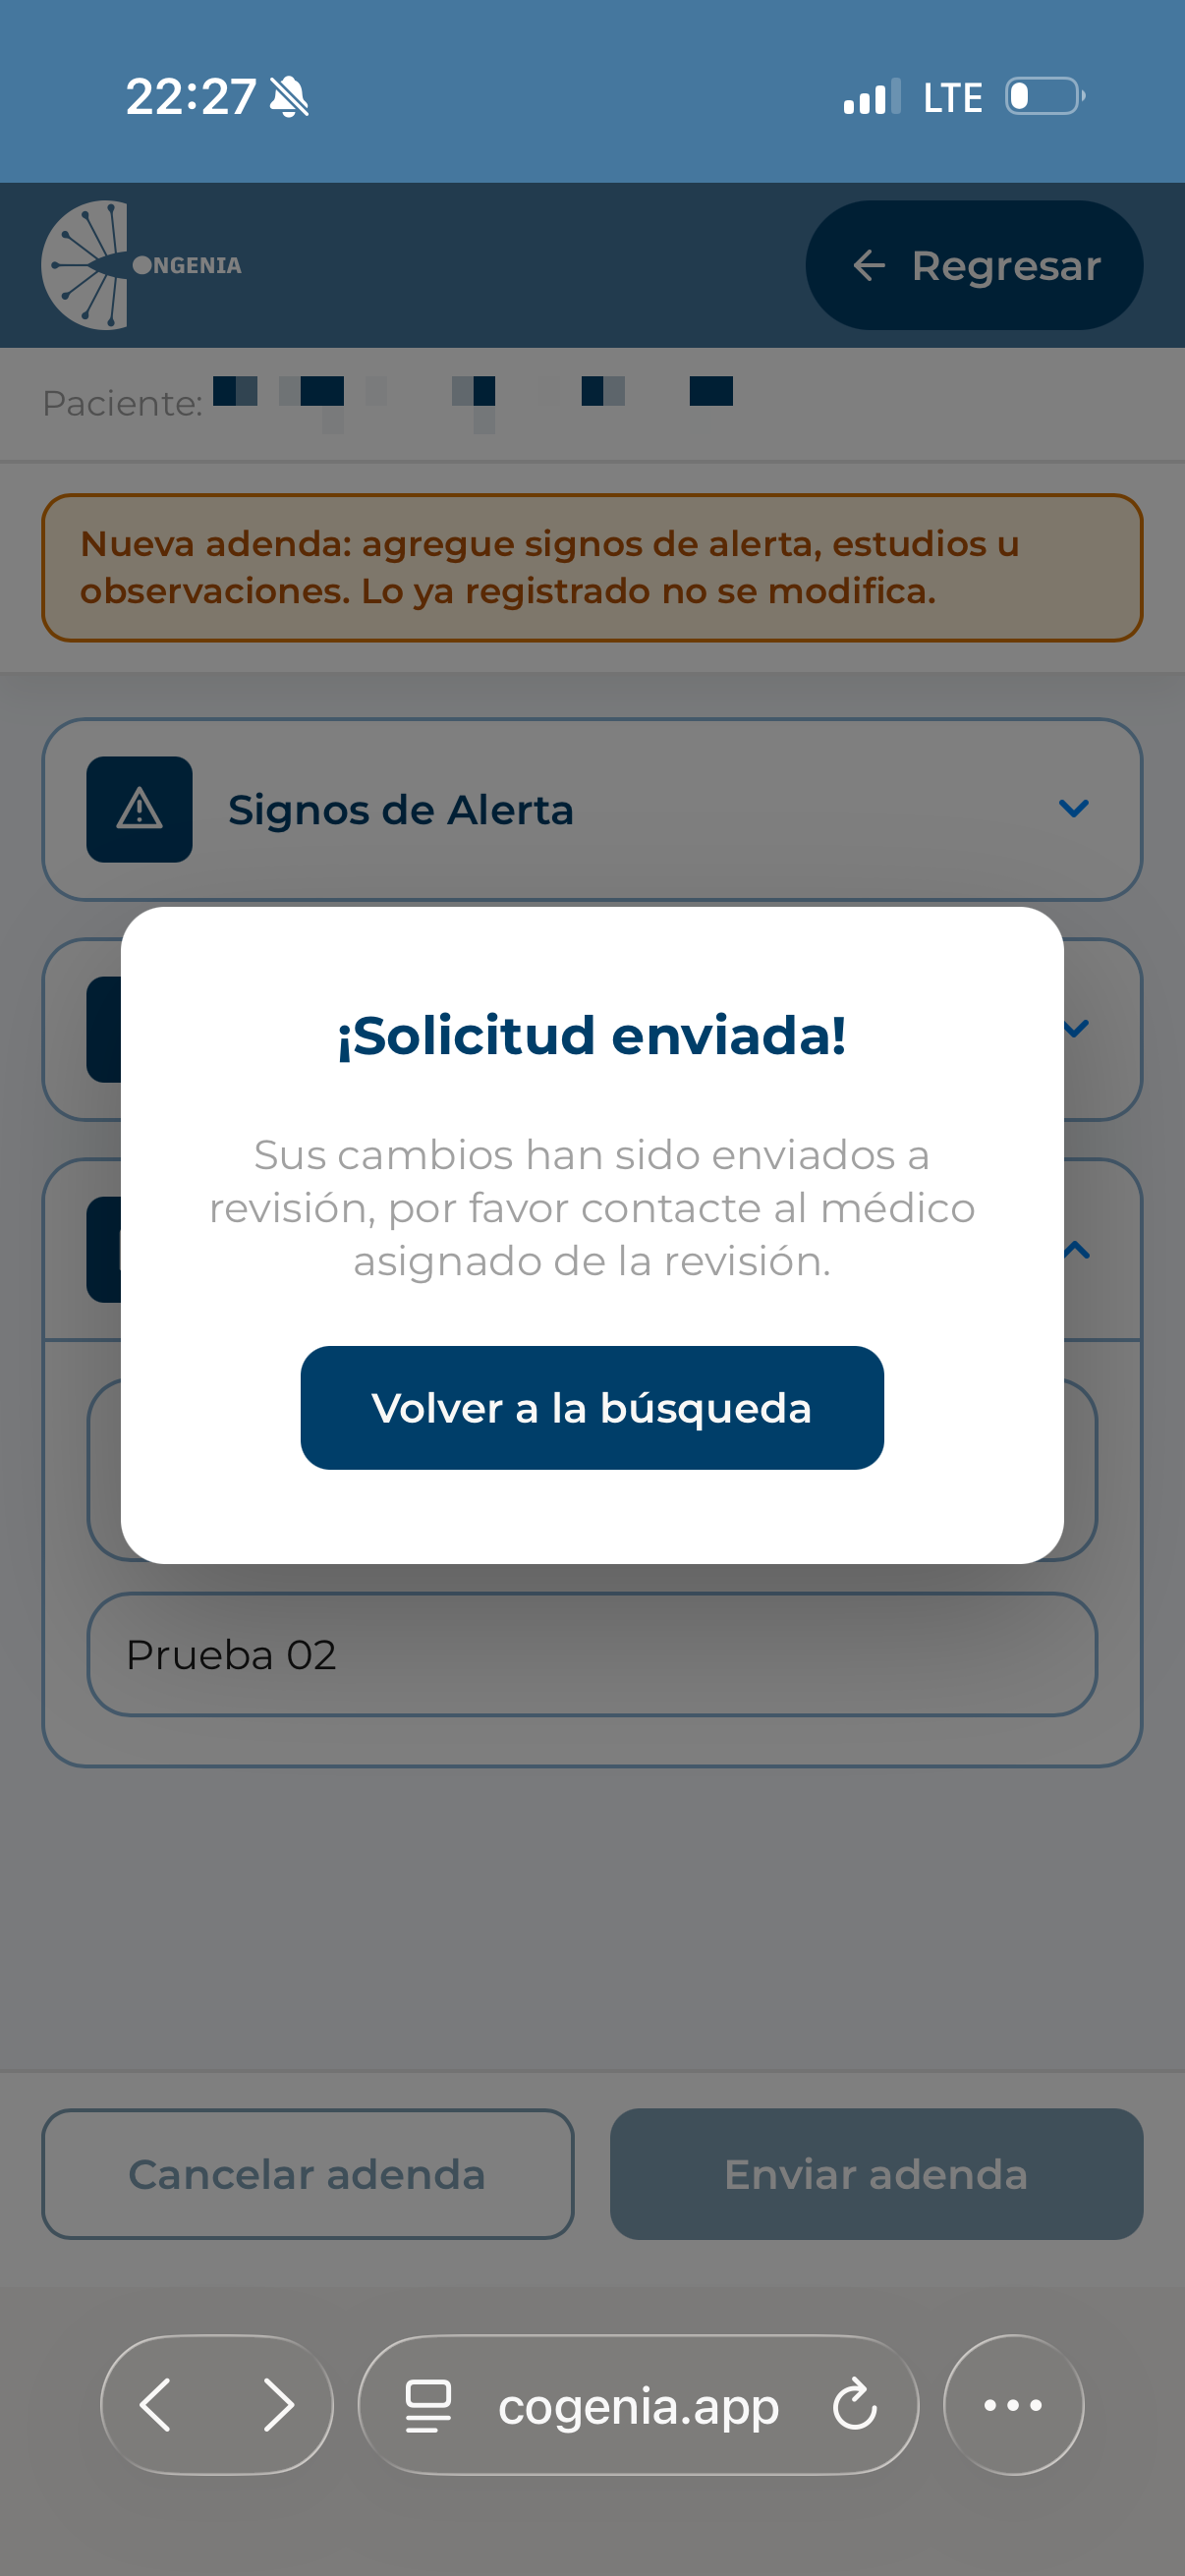 22:27
LTE
ONGENIA
← Regresar
Paciente:
Nueva adenda: agregue signos de alerta, estudios u
observaciones. Lo ya registrado no se modifica.
Signos de Alerta
¡Solicitud enviada!
Sus cambios han sido enviados a
revisión, por favor contacte al médico
asignado de la revisión.
Volver a la búsqueda
Prueba 02
Cancelar adenda
Enviar adenda
cogenia.app